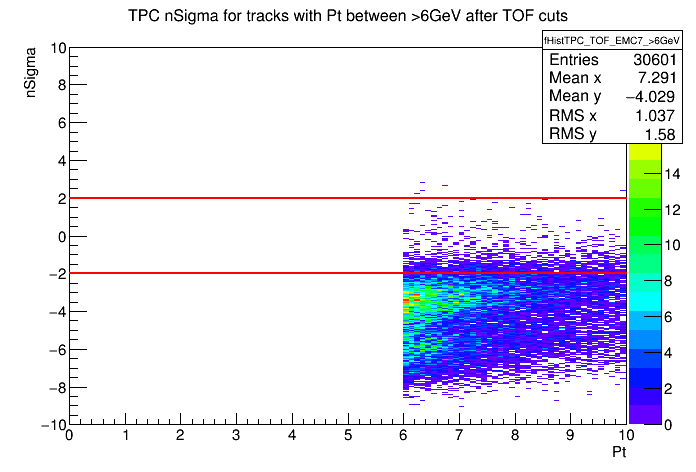 TPC nSigma for tracks with Pt between >6GeV after TOF cuts
fHistTPC_TOF_EMC7_>6GeV
Entries 30601
Mean x 7.291
Mean y −4.029
RMS x 1.037
RMS y 1.58
nSigma
10
8
6
4
2
0
−2
−4
−6
−8
−10
14
12
10
8
6
4
2
0
0 1 2 3 4 5 6 7 8 9 10
Pt